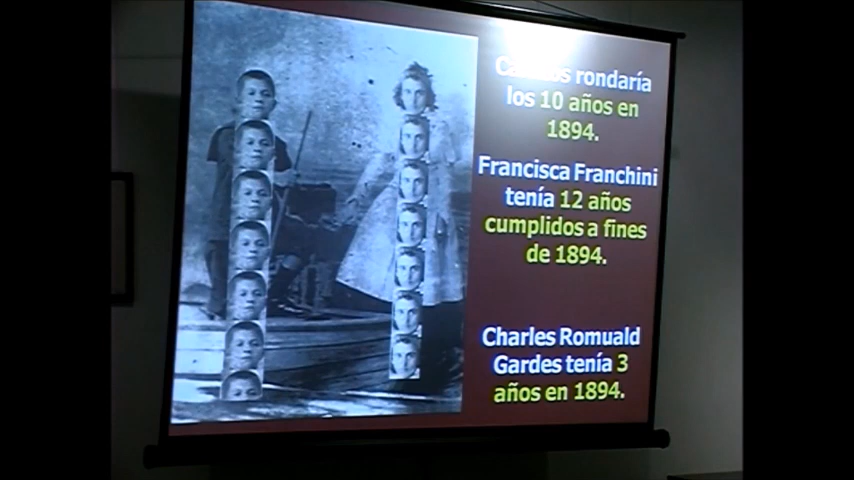 rondaría
los 10 años en
1894.
Francisca Franchini
tenía 12 años
cumplidos a fines
de 1894.
Charles Romuald
Gardes tenía 3
años en 1894.